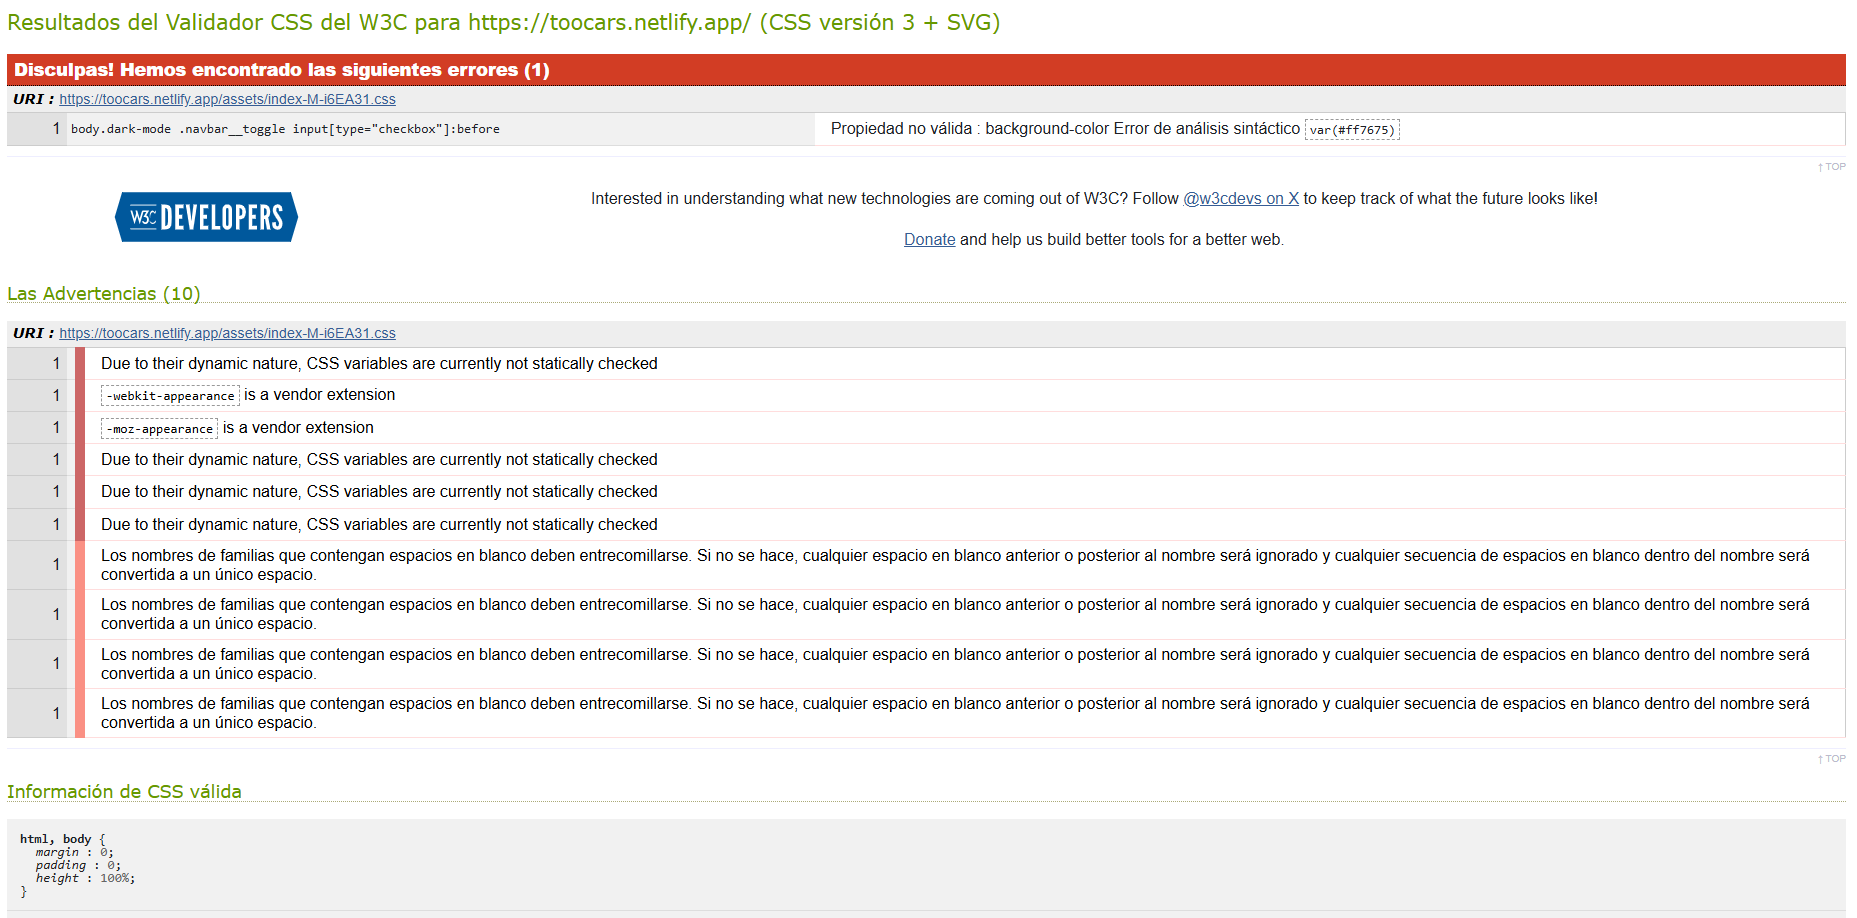 Resultados del Validador CSS del W3C para https://toocars.netlify.app/ (CSS versión 3 + SVG)
Disculpas! Hemos encontrado las siguientes errores (1)
URI : https://toocars.netlify.app/assets/index-M-i6EA31.css
1 body.dark-mode .navbar__toggle input[type="checkbox"]:before Propiedad no válida : background-color Error de análisis sintáctico var(#ff7675)
↑ TOP
W3C DEVELOPERS
Interested in understanding what new technologies are coming out of W3C? Follow @w3cdevs on X to keep track of what the future looks like!
Donate and help us build better tools for a better web.
Las Advertencias (10)
URI : https://toocars.netlify.app/assets/index-M-i6EA31.css
1 Due to their dynamic nature, CSS variables are currently not statically checked
1 -webkit-appearance is a vendor extension
1 -moz-appearance is a vendor extension
1 Due to their dynamic nature, CSS variables are currently not statically checked
1 Due to their dynamic nature, CSS variables are currently not statically checked
1 Due to their dynamic nature, CSS variables are currently not statically checked
1 Los nombres de familias que contengan espacios en blanco deben entrecomillarse. Si no se hace, cualquier espacio en blanco anterior o posterior al nombre será ignorado y cualquier secuencia de espacios en blanco dentro del nombre será
convertida a un único espacio.
1 Los nombres de familias que contengan espacios en blanco deben entrecomillarse. Si no se hace, cualquier espacio en blanco anterior o posterior al nombre será ignorado y cualquier secuencia de espacios en blanco dentro del nombre será
convertida a un único espacio.
1 Los nombres de familias que contengan espacios en blanco deben entrecomillarse. Si no se hace, cualquier espacio en blanco anterior o posterior al nombre será ignorado y cualquier secuencia de espacios en blanco dentro del nombre será
convertida a un único espacio.
1 Los nombres de familias que contengan espacios en blanco deben entrecomillarse. Si no se hace, cualquier espacio en blanco anterior o posterior al nombre será ignorado y cualquier secuencia de espacios en blanco dentro del nombre será
convertida a un único espacio.
↑ TOP
Información de CSS válida
html, body {
margin : 0;
padding : 0;
height : 100%;
}